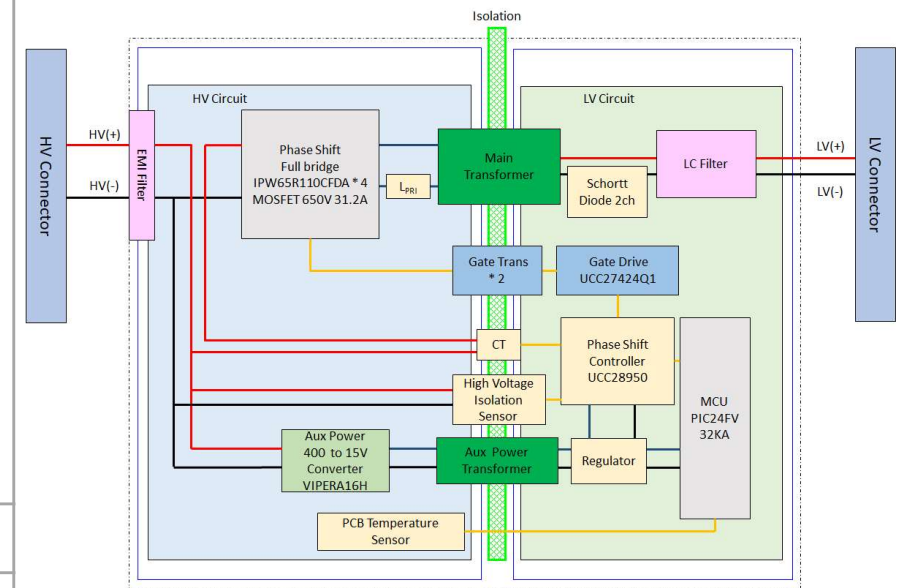 Isolation
HV Circuit
LV Circuit
HV Connector
HV(+)
HV(-)
EMI Filter
Phase Shift
Full bridge
IPW65R110CFDA * 4
MOSFET 650V 31.2A
LPRI
Main
Transformer
Schortt
Diode 2ch
LC Filter
LV(+)
LV(-)
LV Connector
Gate Trans
* 2
Gate Drive
UCC27424Q1
CT
Phase Shift
Controller
UCC28950
MCU
PIC24FV
32KA
High Voltage
Isolation
Sensor
Aux Power
400 to 15V
Converter
VIPERA16H
Aux Power
Transformer
Regulator
PCB Temperature
Sensor